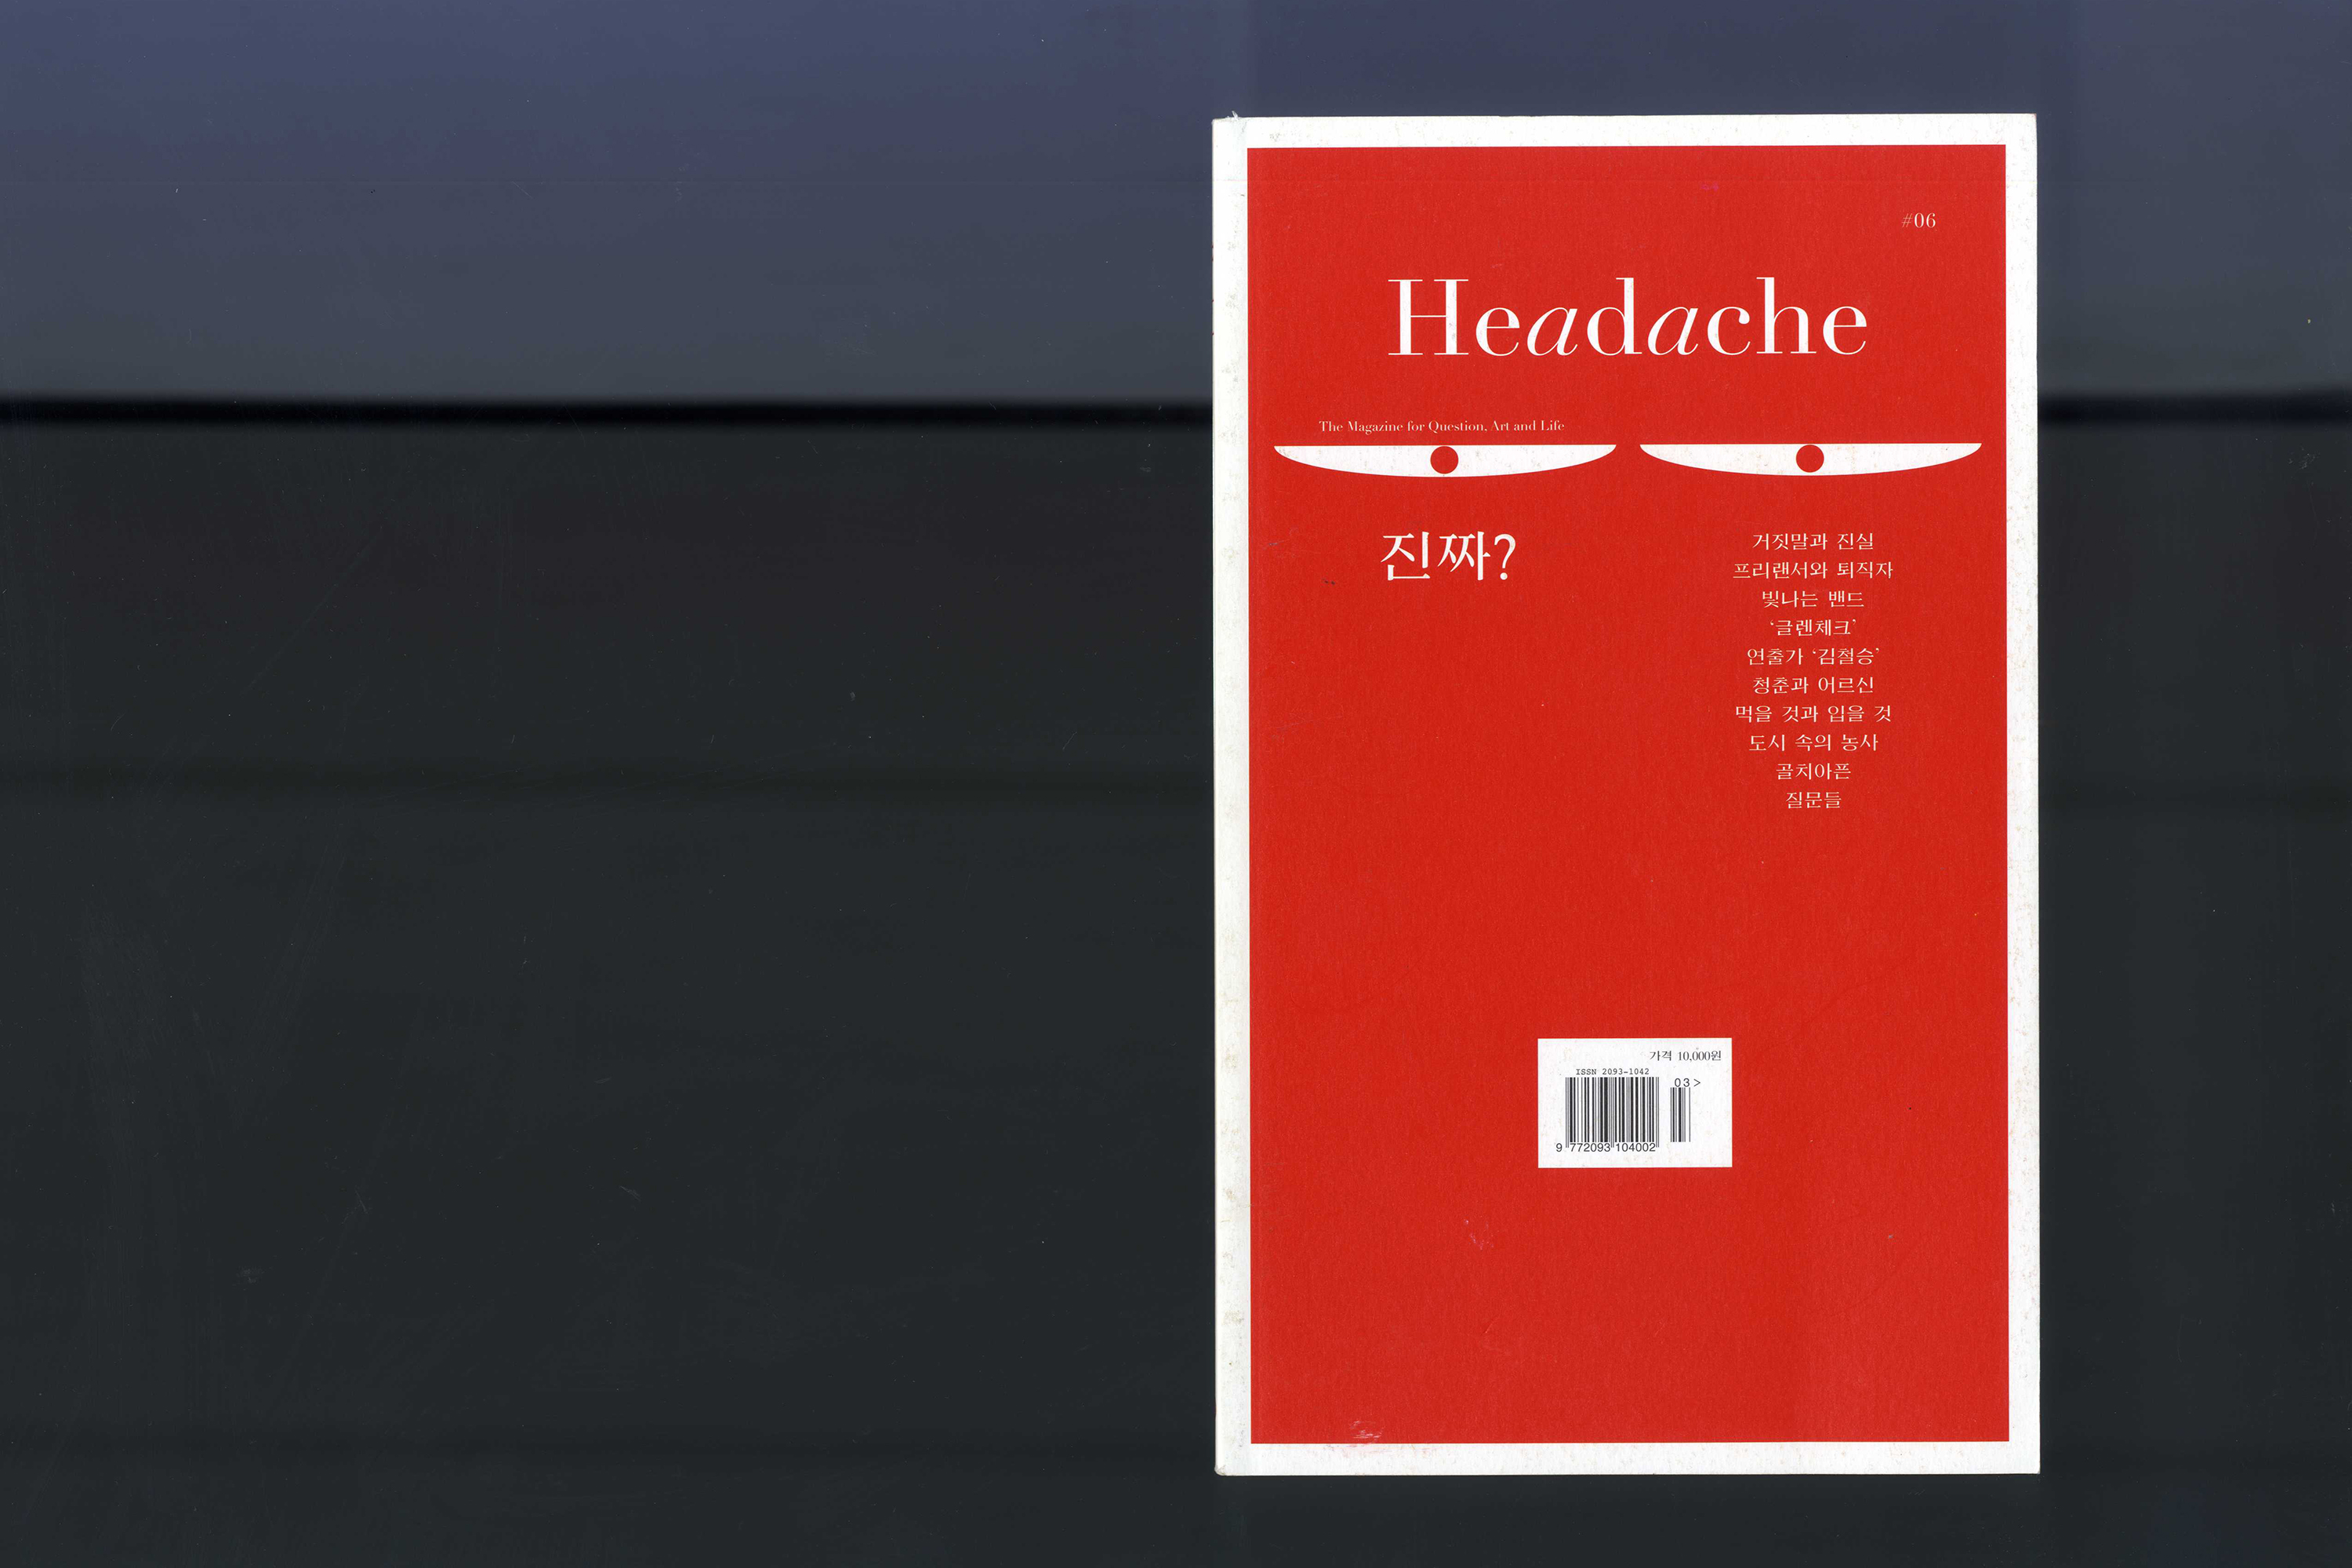 #06
Headache
The Magazine for Question, Art and Life
진짜?
거짓말과 진실
프리랜서와 퇴직자
빛나는 밴드
‘글렌체크’
연출가 ‘김철승’
청춘과 어르신
먹을 것과 입을 것
도시 속의 농사
골치아픈
질문들
가격 10,000원
ISSN 2093-1042
03>
9 772093 104002